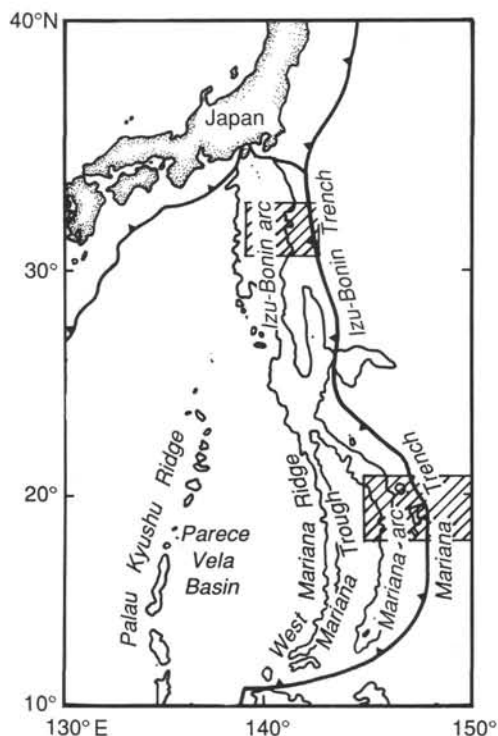 40°N
Japan
30°
Izu-Bonin arc
Izu-Bonin Trench
20°
Palau Kyushu Ridge
Parece
Vela
Basin
West Mariana Ridge
Mariana Trough
Mariana arc
Mariana Trench
10°
130°E
140°
150°